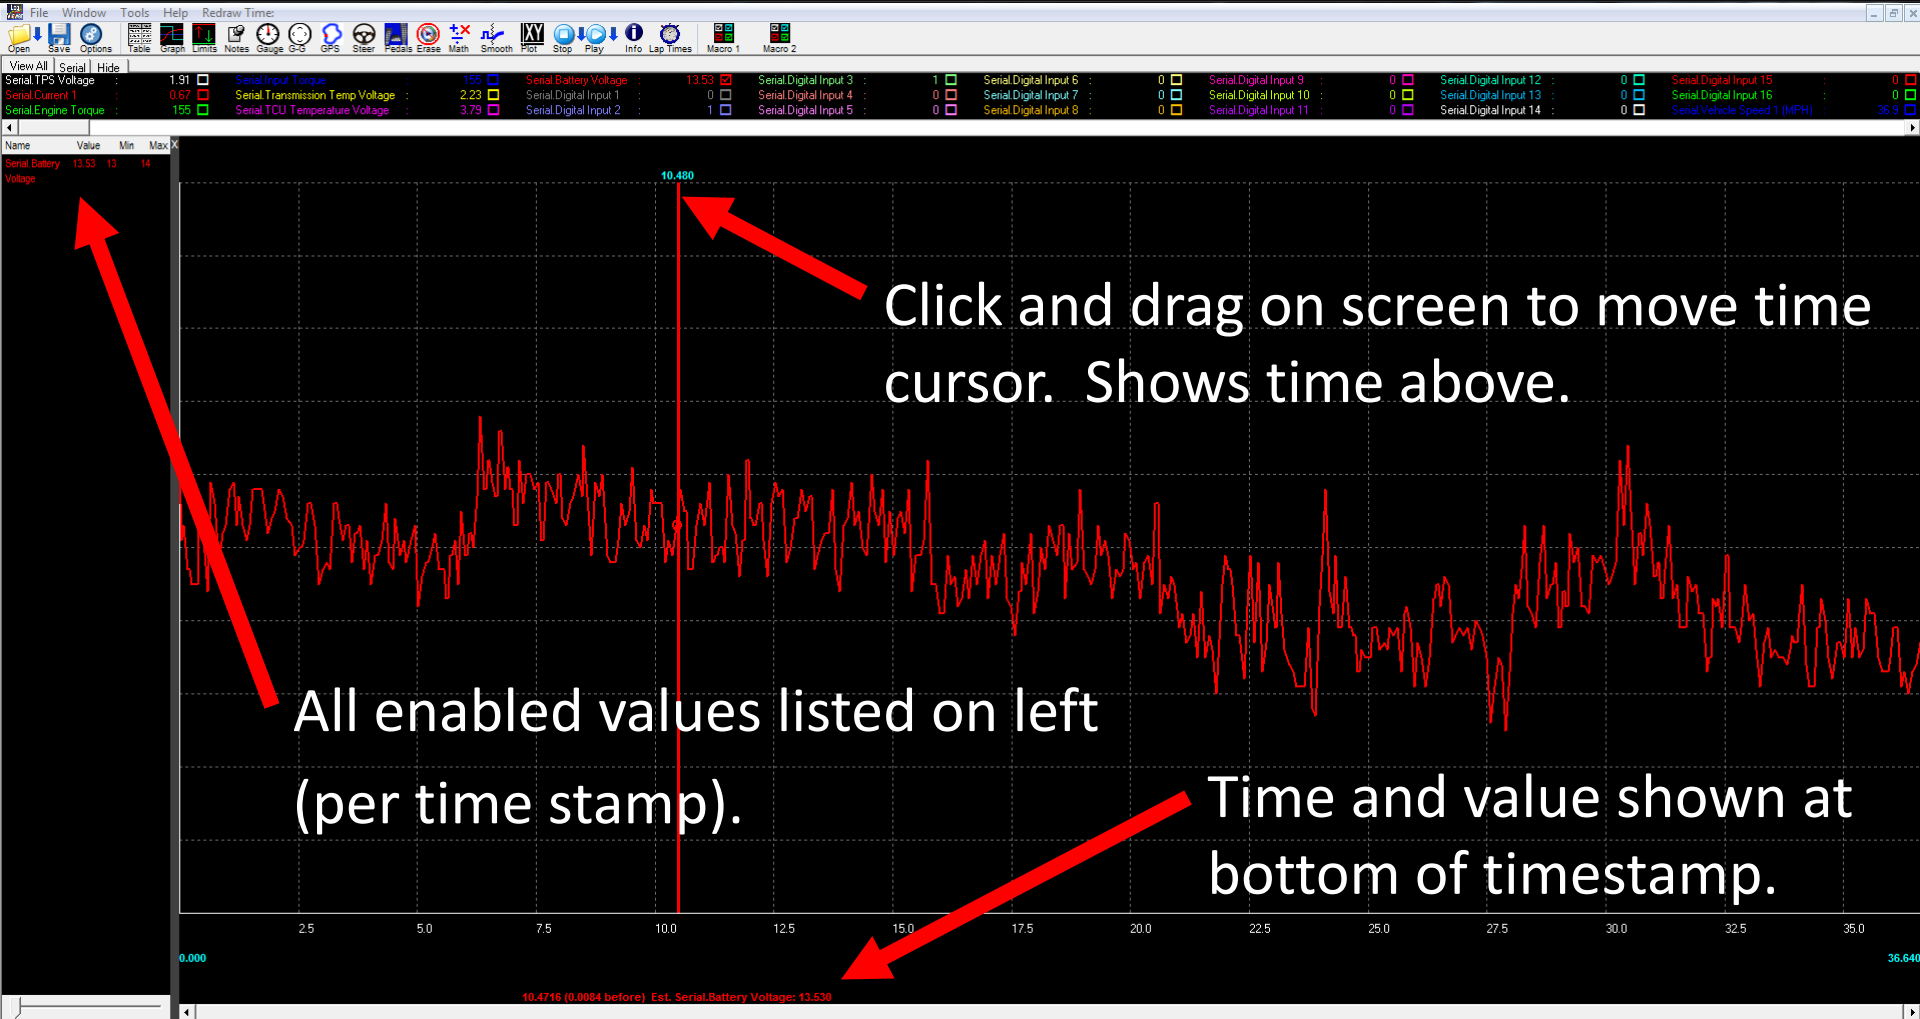 File Window Tools Help Redraw Time:
Open Save Options Table Graph Limits Notes Gauge G-G GPS Steer Pedals Erase Math Smooth Plot Stop Play Info Lap Times Macro 1 Macro 2
View All Serial Hide
Serial.TPS Voltage : 1.91 Serial.Input Torque : 155 Serial.Battery Voltage : 13.53 Serial.Digital Input 3 : 1 Serial.Digital Input 6 : 0 Serial.Digital Input 9 : 0 Serial.Digital Input 12 : 0 Serial.Digital Input 15 : 0
Serial.Current 1 : 0.67 Serial.Transmission Temp Voltage : 2.23 Serial.Digital Input 1 : 0 Serial.Digital Input 4 : 0 Serial.Digital Input 7 : 0 Serial.Digital Input 10 : 0 Serial.Digital Input 13 : 0 Serial.Digital Input 16 : 0
Serial.Engine Torque : 155 Serial.TCU Temperature Voltage : 3.79 Serial.Digital Input 2 : 1 Serial.Digital Input 5 : 0 Serial.Digital Input 8 : 0 Serial.Digital Input 11 : 0 Serial.Digital Input 14 : 0 Serial.Vehicle Speed 1 (MPH) : 36.9
Name Value Min Max X
Serial.Battery 13.53 13 14
Voltage
10.480
Click and drag on screen to move time
cursor.  Shows time above.
All enabled values listed on left
(per time stamp).
Time and value shown at
bottom of timestamp.
2.5 5.0 7.5 10.0 12.5 15.0 17.5 20.0 22.5 25.0 27.5 30.0 32.5 35.0
0.000 36.640
10.4716 (0.0084 before) Est. Serial.Battery Voltage: 13.530